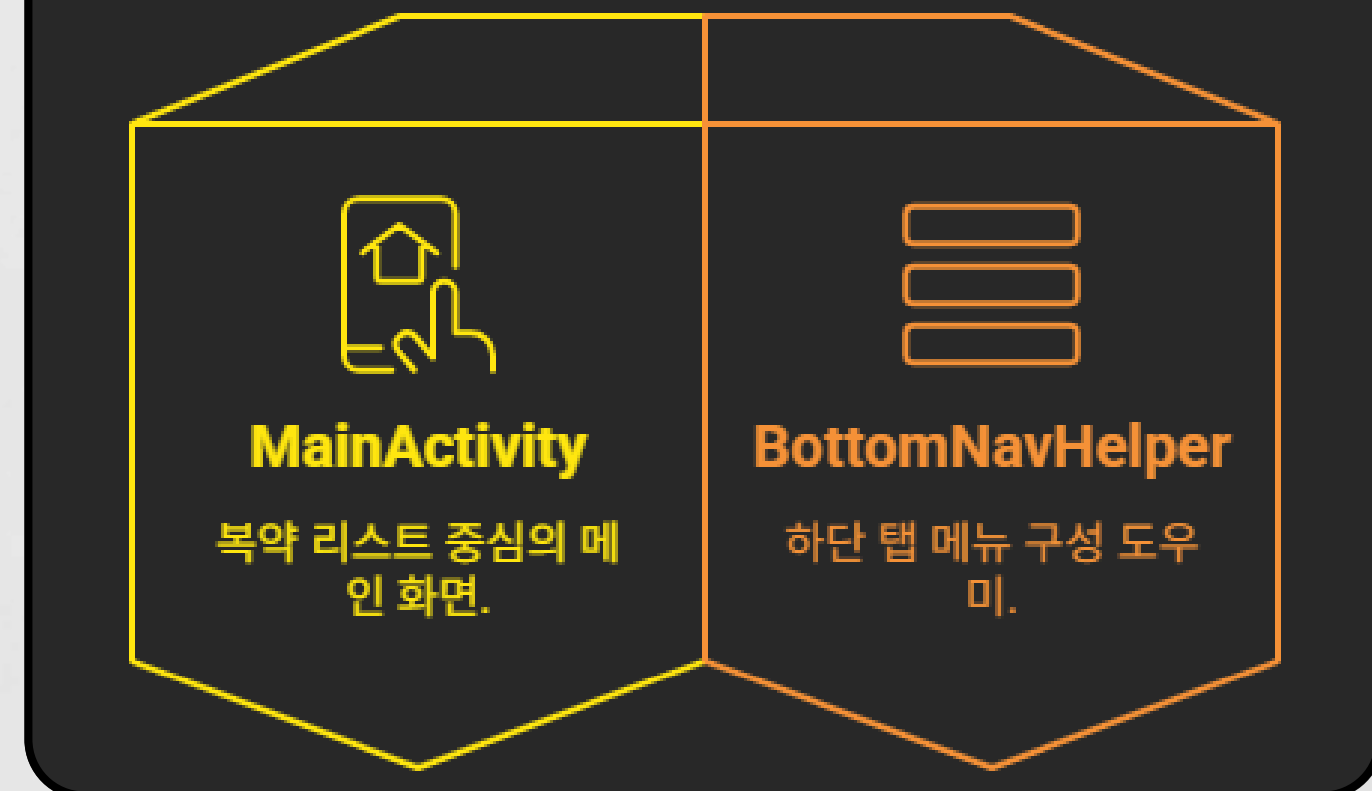 MainActivity
복약 리스트 중심의 메
인 화면.
BottomNavHelper
하단 탭 메뉴 구성 도우
미.